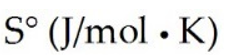 S° (J/mol • K)